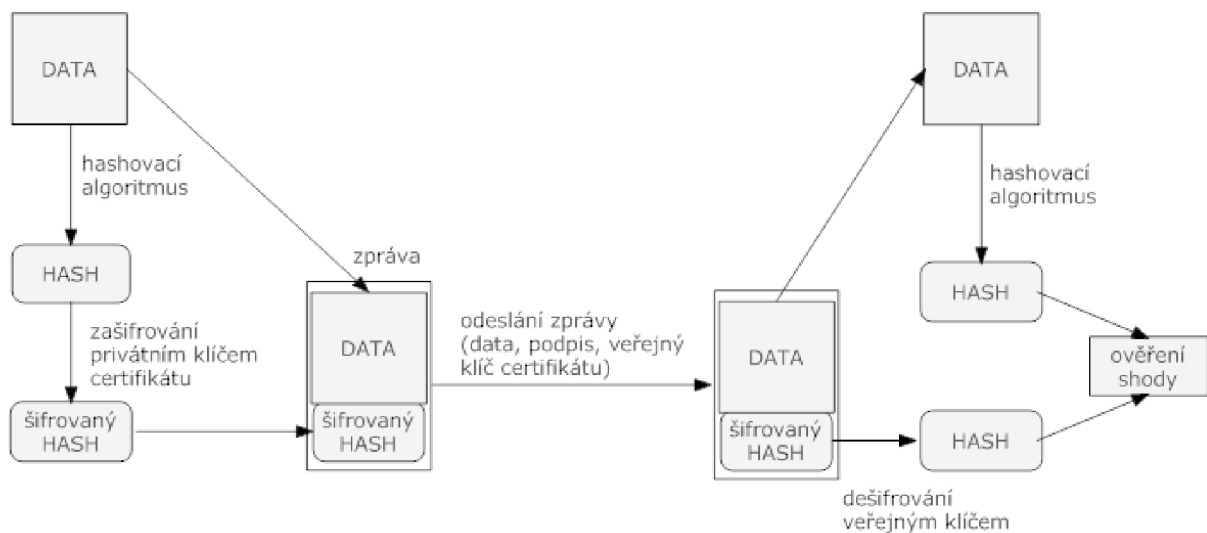 DATA
hashovací
algoritmus
HASH
zašifrování
privátním klíčem
certifikátu
šifrovaný
HASH
zpráva
DATA
šifrovaný
HASH
odeslání zprávy
(data, podpis, veřejný
klíč certifikátu)
DATA
šifrovaný
HASH
dešifrování
veřejným klíčem
DATA
hashovací
algoritmus
HASH
HASH
ověření
shody